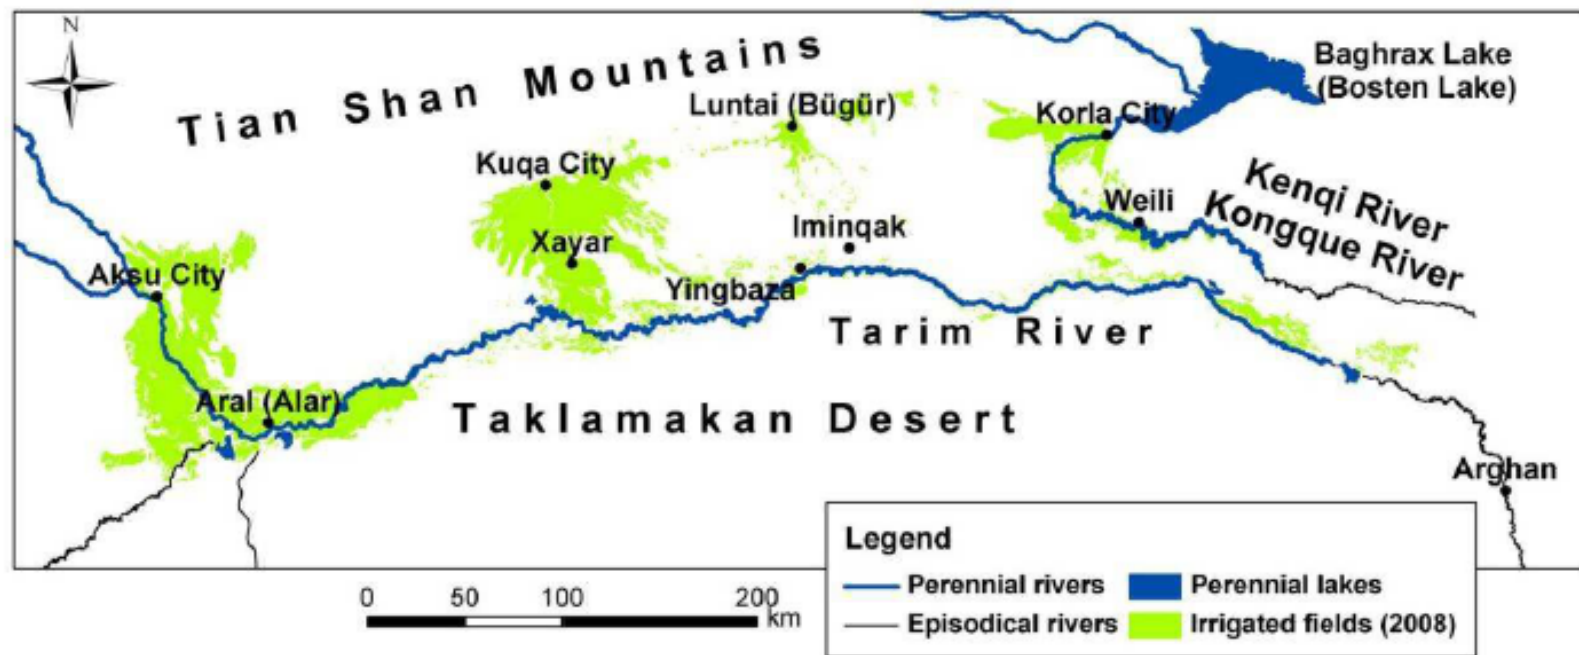 N
Tian Shan Mountains
Baghrax Lake
(Bosten Lake)
Luntai (Bügür)
Korla City
Kuqa City
Kenqi River
Kongque River
Weili
Iminqak
Xayar
Aksu City
Yingbaza
Tarim River
Aral (Alar)
Taklamakan Desert
Arghan
Legend
Perennial rivers
Perennial lakes
Episodical rivers
Irrigated fields (2008)
0 50 100 200
km